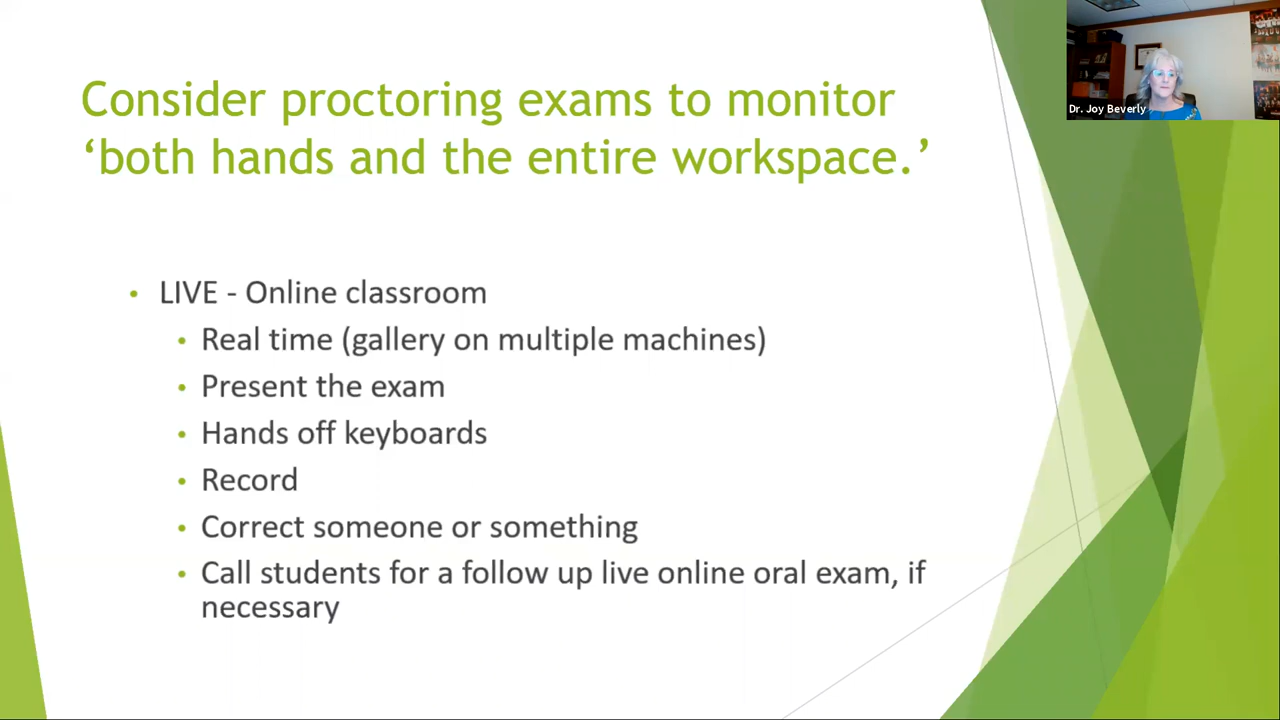 Consider proctoring exams to monitor
‘both hands and the entire workspace.’
Dr. Joy Beverly
• LIVE - Online classroom
• Real time (gallery on multiple machines)
• Present the exam
• Hands off keyboards
• Record
• Correct someone or something
• Call students for a follow up live online oral exam, if
necessary